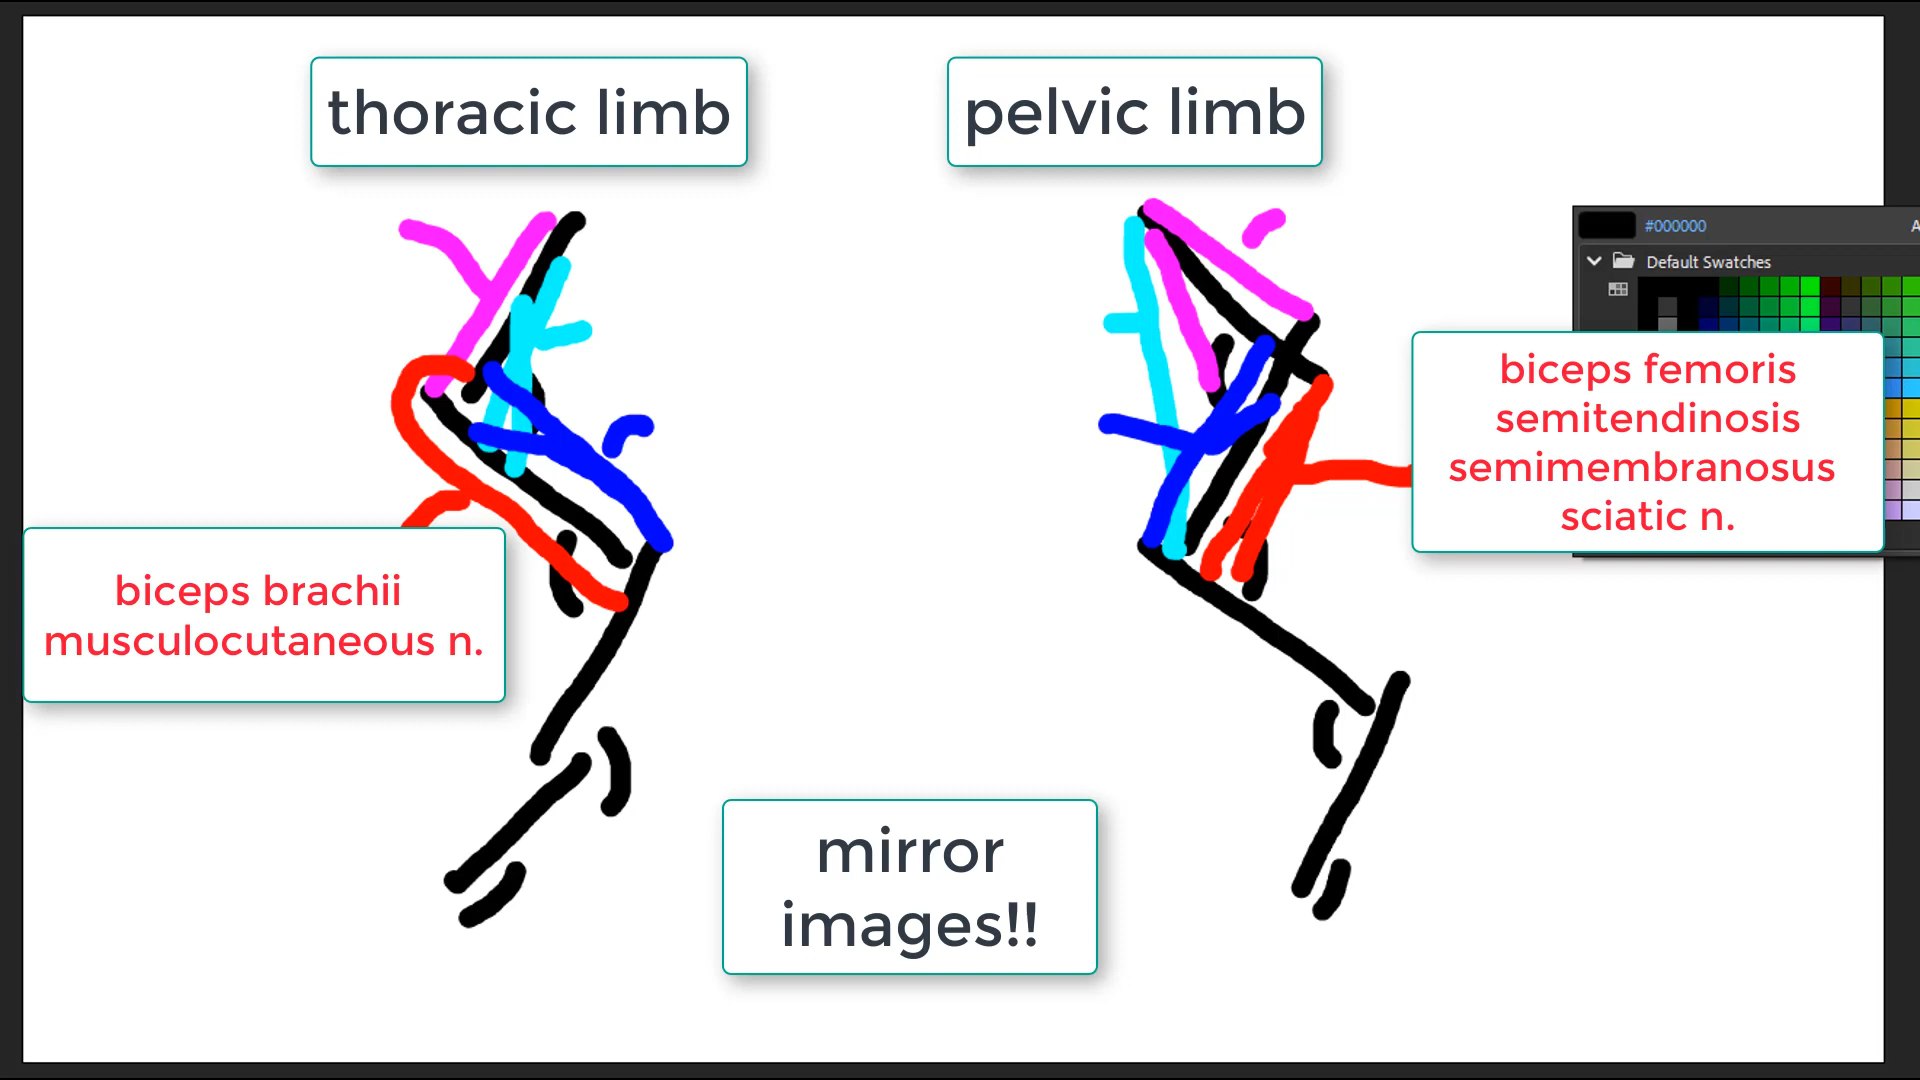 thoracic limb
pelvic limb
#000000
A
Default Swatches
biceps femoris
semitendinosis
semimembranosus
sciatic n.
biceps brachii
musculocutaneous n.
mirror
images!!